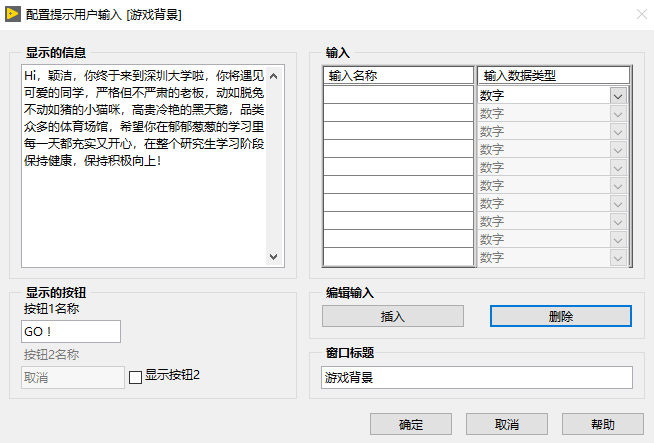 配置提示用户输入 [游戏背景]
显示的信息
Hi，颖洁，你终于来到深圳大学啦，你将遇见
可爱的同学，严格但不严肃的老板，动如脱兔
不动如猪的小猫咪，高贵冷艳的黑天鹅，品类
众多的体育场馆，希望你在郁郁葱葱的学习里
每一天都充实又开心，在整个研究生学习阶段
保持健康，保持积极向上！
输入
输入名称 输入数据类型
数字
数字
数字
数字
数字
数字
数字
数字
数字
数字
显示的按钮
按钮1名称
GO！
按钮2名称
取消
显示按钮2
编辑输入
插入 删除
窗口标题
游戏背景
确定 取消 帮助